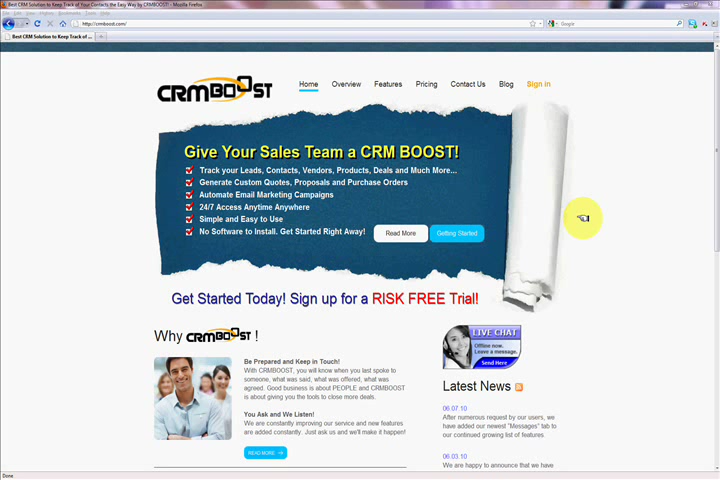 Best CRM Solution to Keep Track of Your Contacts the Easy Way by CRMBOOST! - Mozilla Firefox
File Edit View History Bookmarks Tools Help
http://crmboost.com/
Google
Best CRM Solution to Keep Track of ...
CRMBOOST
Home Overview Features Pricing Contact Us Blog Sign In
Give Your Sales Team a CRM BOOST!
Track your Leads, Contacts, Vendors, Products, Deals and Much More...
Generate Custom Quotes, Proposals and Purchase Orders
Automate Email Marketing Campaigns
24/7 Access Anytime Anywhere
Simple and Easy to Use
No Software to Install. Get Started Right Away!
Read More Getting Started
Get Started Today! Sign up for a RISK FREE Trial!
Why CRMBOOST !
Be Prepared and Keep in Touch!
With CRMBOOST, you will know when you last spoke to
someone, what was said, what was offered, what was
agreed. Good business is about PEOPLE and CRMBOOST
is about giving you the tools to close more deals.
You Ask and We Listen!
We are constantly improving our service and new features
are added constantly. Just ask us and we'll make it happen!
READ MORE
LIVE CHAT
Offline now.
Leave a message.
Send Here
Latest News
06.07.10
After numerous request by our users, we
have added our newest "Messages" tab to
our continued growing list of features
06.03.10
We are happy to announce that we have
Done